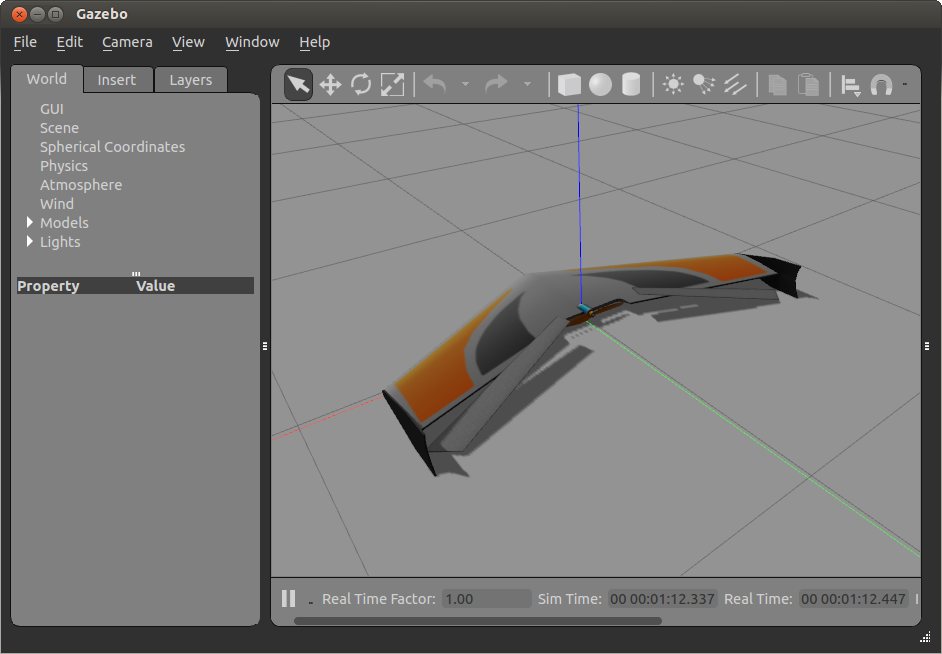 Gazebo
File Edit Camera View Window Help
World Insert Layers
GUI
Scene
Spherical Coordinates
Physics
Atmosphere
Wind
Models
Lights
Property Value
Real Time Factor: 1.00 Sim Time: 00 00:01:12.337 Real Time: 00 00:01:12.447